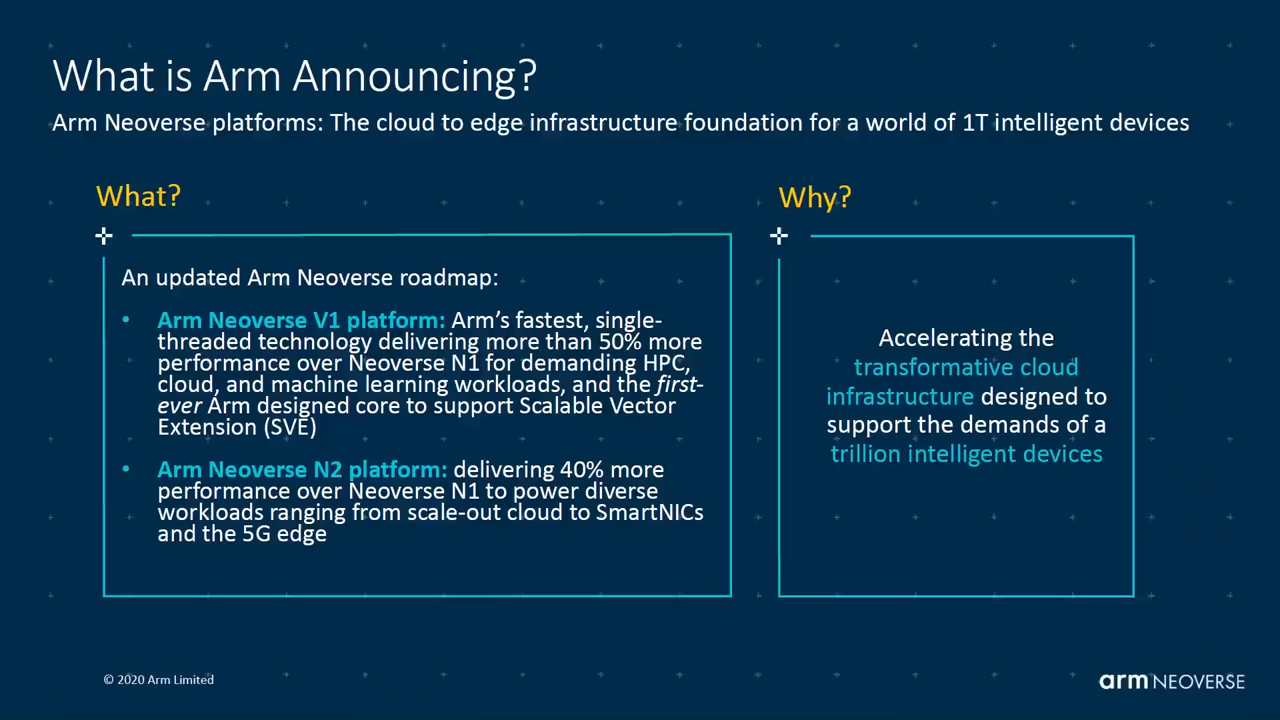 What is Arm Announcing?
Arm Neoverse platforms: The cloud to edge infrastructure foundation for a world of 1T intelligent devices
What?
An updated Arm Neoverse roadmap:
• Arm Neoverse V1 platform: Arm’s fastest, single-
threaded technology delivering more than 50% more
performance over Neoverse N1 for demanding HPC,
cloud, and machine learning workloads, and the first-
ever Arm designed core to support Scalable Vector
Extension (SVE)
• Arm Neoverse N2 platform: delivering 40% more
performance over Neoverse N1 to power diverse
workloads ranging from scale-out cloud to SmartNICs
and the 5G edge
Why?
Accelerating the
transformative cloud
infrastructure designed to
support the demands of a
trillion intelligent devices
© 2020 Arm Limited
arm NEOVERSE